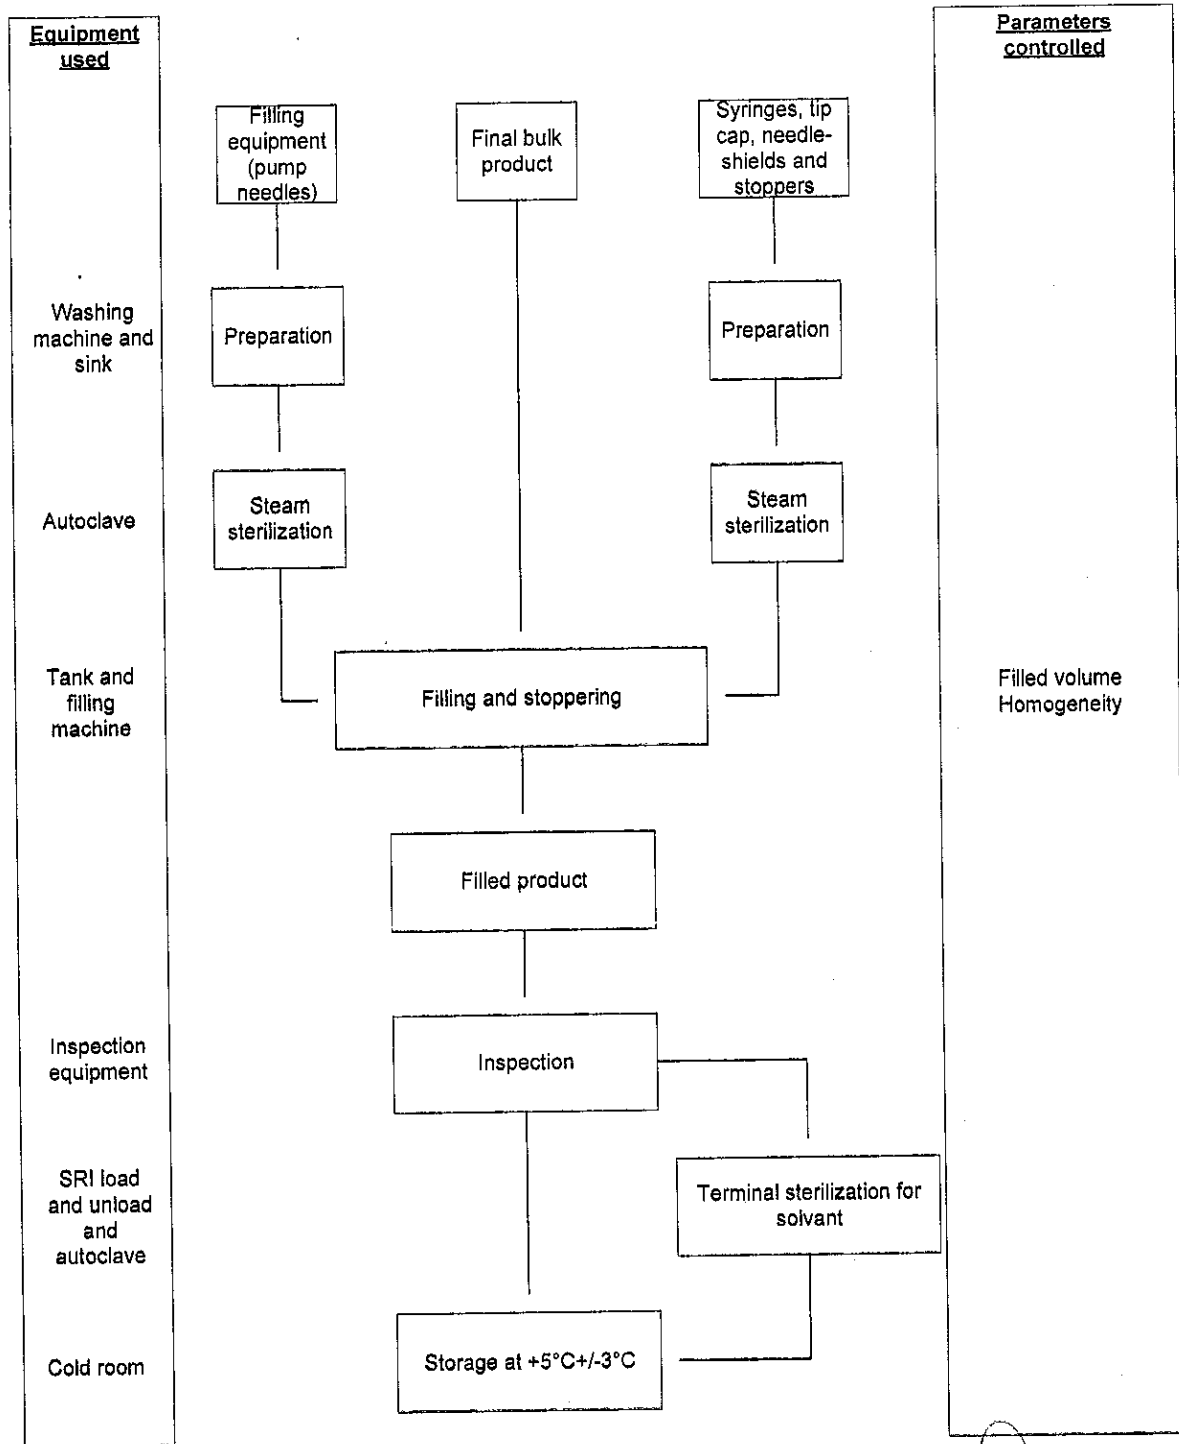 Equipment
used
Parameters
controlled
Filling
equipment
(pump
needles)
Final bulk
product
Syringes, tip
cap, needle-
shields and
stoppers
Washing
machine and
sink
Preparation
Preparation
Autoclave
Steam
sterilization
Steam
sterilization
Tank and
filling
machine
Filling and stoppering
Filled volume
Homogeneity
Filled product
Inspection
equipment
Inspection
SRI load
and unload
and
autoclave
Terminal sterilization for
solvant
Cold room
Storage at +5°C+/-3°C